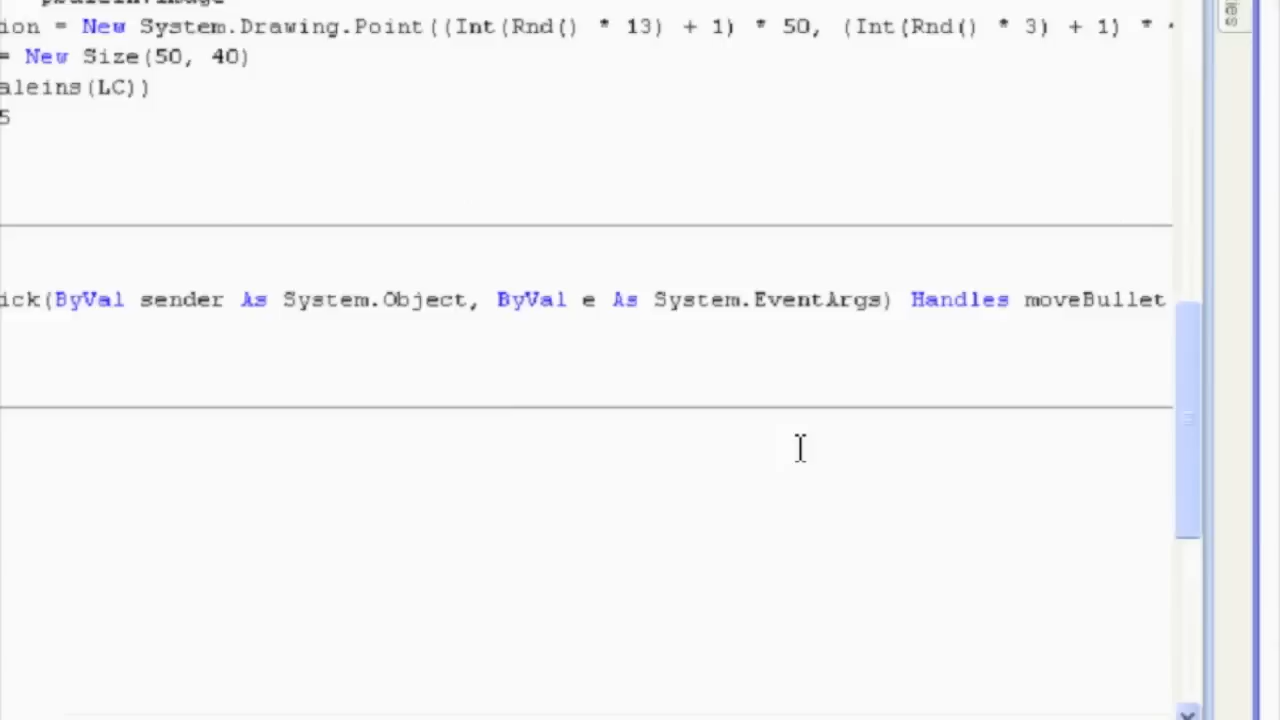 ion = New System.Drawing.Point((Int(Rnd() * 13) + 1) * 50, (Int(Rnd() * 3) + 1) *
= New Size(50, 40)
aleins(LC))
5
ick(ByVal sender As System.Object, ByVal e As System.EventArgs) Handles moveBullet